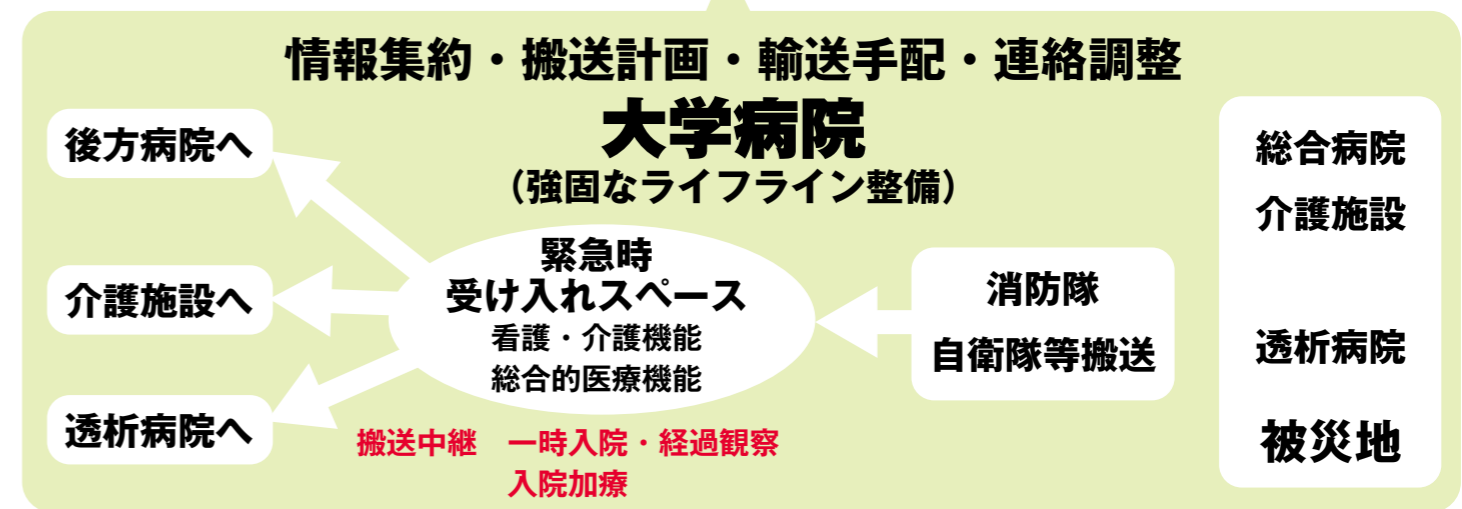 情報集約・搬送計画・輸送手配・連絡調整
大学病院
（強固なライフライン整備）
後方病院へ
介護施設へ
透析病院へ
緊急時
受け入れスペース
看護・介護機能
総合的医療機能
搬送中継　一時入院・経過観察
入院加療
消防隊
自衛隊等搬送
総合病院
介護施設
透析病院
被災地